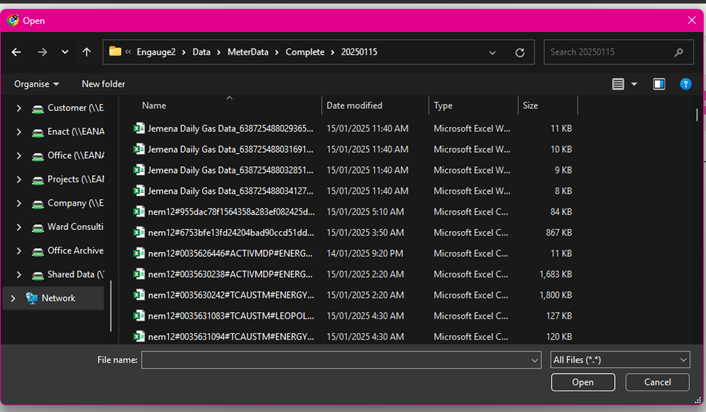 Open
Engauge2 > Data > MeterData > Complete > 20250115
Search 20250115
Organise New folder
Name Date modified Type Size
Customer (\\EANA...
Enact (\\EANA...
Office (\\EANA...
Projects (\\EAN...
Company (\\EA...
Ward Consulti...
Office Archive
Shared Data (\...
Network
Jemena Daily Gas Data_638725488029365... 15/01/2025 11:40 AM Microsoft Excel W... 11 KB
Jemena Daily Gas Data_638725488031691... 15/01/2025 11:40 AM Microsoft Excel W... 10 KB
Jemena Daily Gas Data_638725488032851... 15/01/2025 11:40 AM Microsoft Excel W... 9 KB
Jemena Daily Gas Data_638725488034127... 15/01/2025 11:40 AM Microsoft Excel W... 8 KB
nem12#955dac78f1564358a283ef082425d... 15/01/2025 5:10 AM Microsoft Excel C... 84 KB
nem12#6753bfe13fd24204bad90ccd51dd... 15/01/2025 3:50 AM Microsoft Excel C... 867 KB
nem12#0035626446#ACTIVMDP#ENERG... 14/01/2025 9:20 PM Microsoft Excel C... 11 KB
nem12#0035630238#ACTIVMDP#ENERG... 15/01/2025 2:20 AM Microsoft Excel C... 1,683 KB
nem12#0035630242#TCAUSTM#ENERGY... 15/01/2025 2:20 AM Microsoft Excel C... 1,800 KB
nem12#0035631083#TCAUSTM#LEOPOL... 15/01/2025 4:30 AM Microsoft Excel C... 127 KB
nem12#0035631094#TCAUSTM#ENERGY... 15/01/2025 4:30 AM Microsoft Excel C... 120 KB
File name: All Files (*.*)
Open Cancel